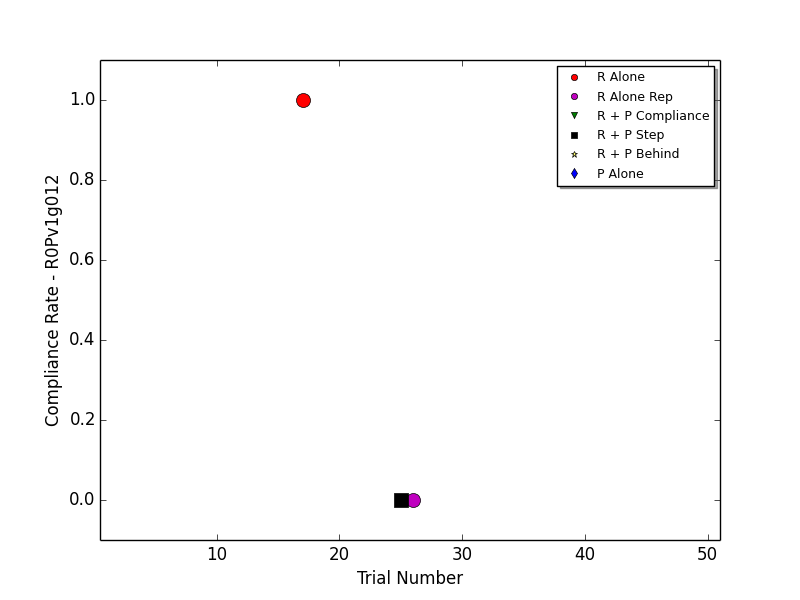 R Alone
R Alone Rep
R + P Compliance
R + P Step
R + P Behind
P Alone
Compliance Rate - R0Pv1g012
1.0
0.8
0.6
0.4
0.2
0.0
10 20 30 40 50
Trial Number